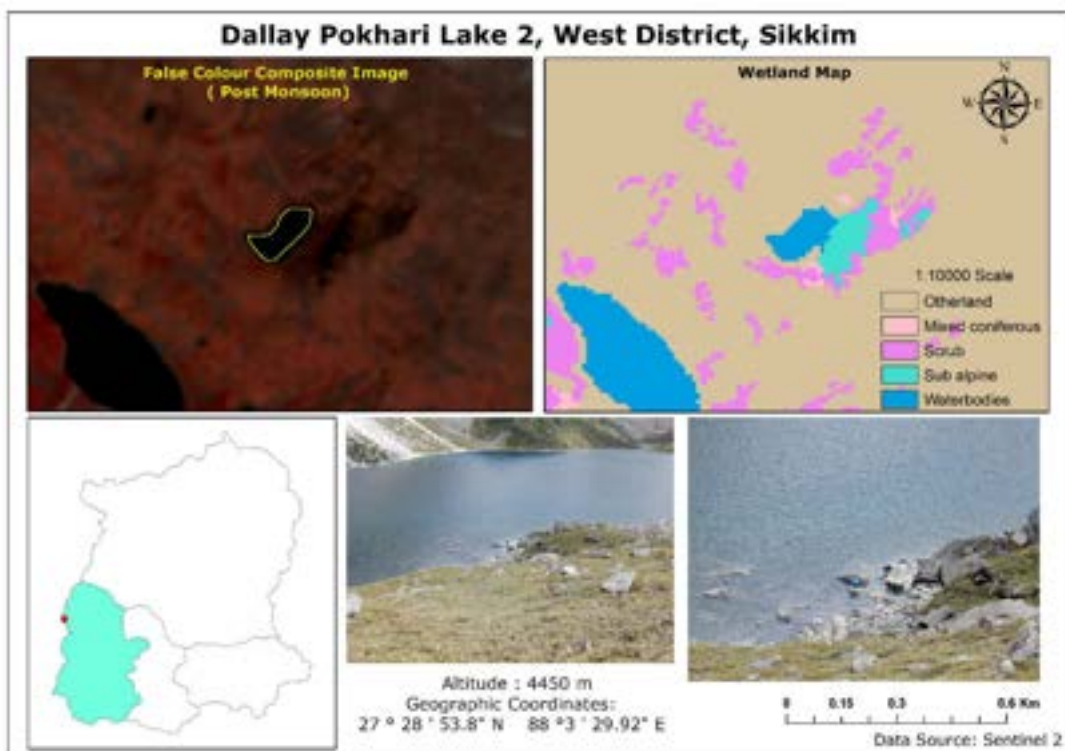 Dallay Pokhari Lake 2, West District, Sikkim
False Colour Composite Image
( Post Monsoon)
Wetland Map
N
W
E
N
1:10000 Scale
Otherland
Mixed coniferous
Scrub
Sub alpine
Waterbodies
Altitude : 4450 m
Geographic Coordinates:
27 ° 28 ' 53.8" N 88 °3 ' 29.92" E
0 0.15 0.3 0.6 Km
Data Source: Sentinel 2